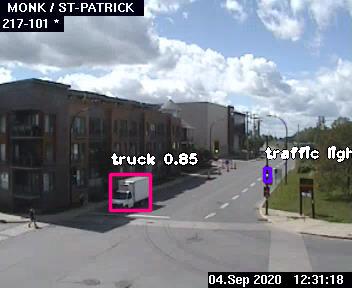 MONK / ST-PATRICK
217-101 *
truck 0.85
traffic ligh
04.Sep 2020 12:31:18